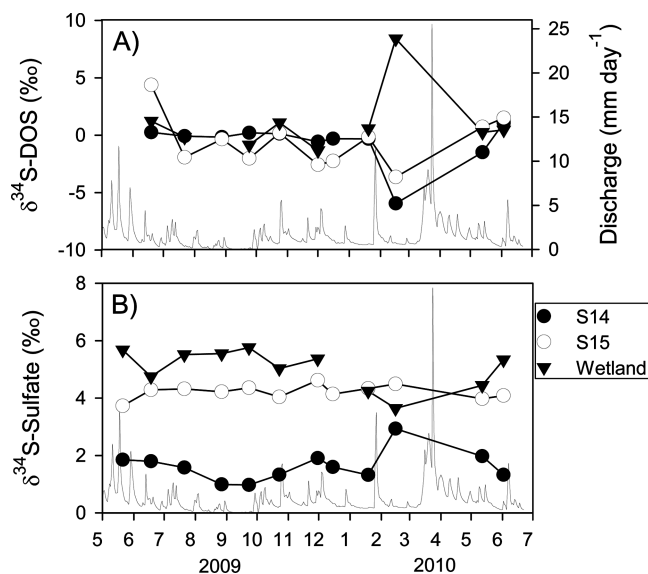 A)
δ³⁴S-DOS (‰)
10
5
0
-5
-10
Discharge (mm day⁻¹)
25
20
15
10
5
0
B)
δ³⁴S-Sulfate (‰)
8
6
4
2
0
S14
S15
Wetland
5 6 7 8 9 10 11 12 1 2 3 4 5 6 7
2009 2010